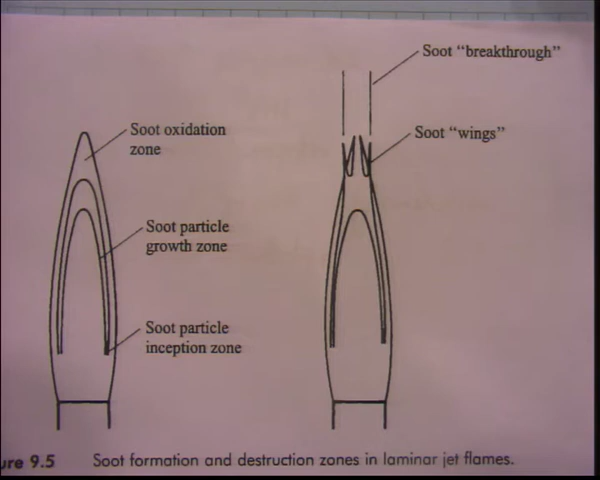 Soot "breakthrough"
Soot oxidation
zone
Soot "wings"
Soot particle
growth zone
Soot particle
inception zone
ure 9.5 Soot formation and destruction zones in laminar jet flames.